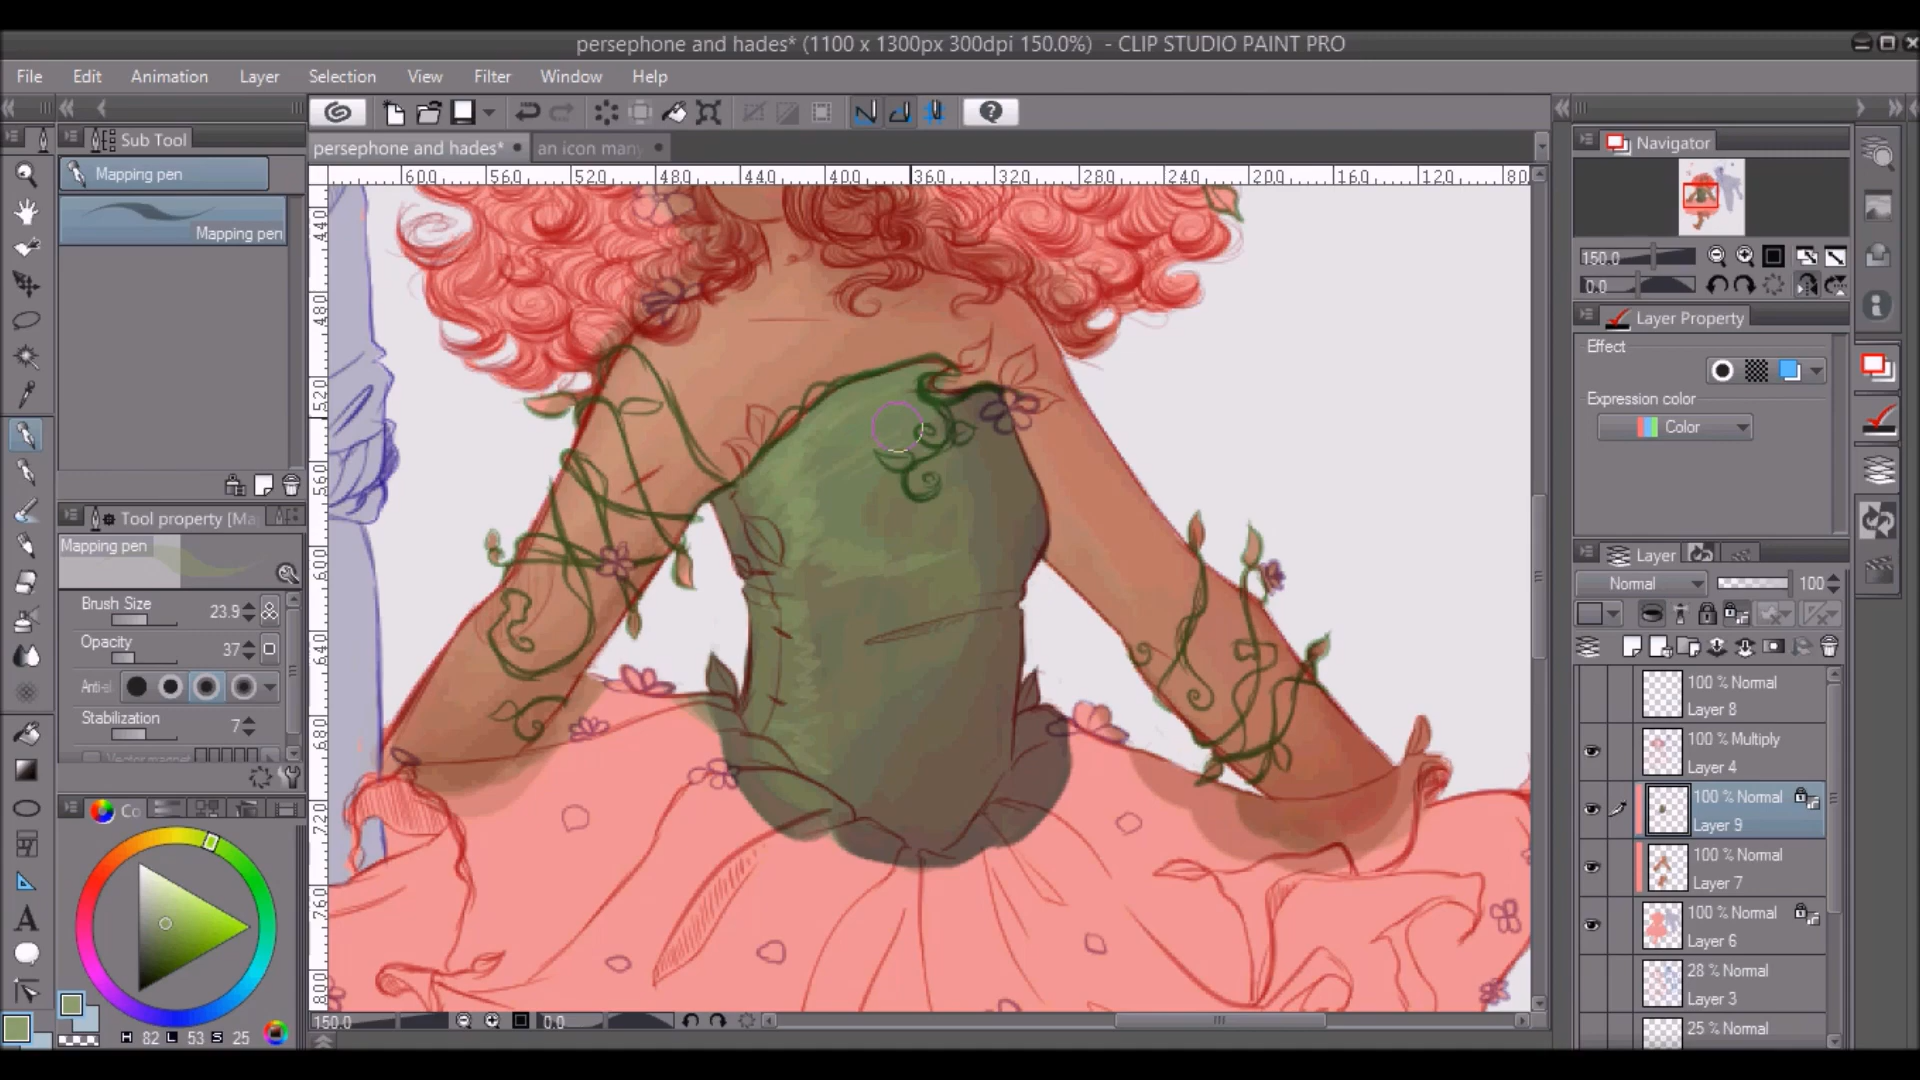 persephone and hades* (1100 x 1300px 300dpi 150.0%) - CLIP STUDIO PAINT PRO
File Edit Animation Layer Selection View Filter Window Help
Sub Tool
persephone and hades* an icon many
Navigator
Mapping pen
Mapping pen
600 560 520 480 440 400 360 320 280 240 200 160 120 80
440
480
520
560
600
640
680
720
760
800
150.0
0.0
Layer Property
Effect
Expression color
Color
Tool property [Ma
Mapping pen
Brush Size 23.9
Opacity 37
Anti-a
Stabilization 7
Vector magnet
Co
H 82 L 53 S 25
Layer
Normal 100
100 % Normal
Layer 8
100 % Multiply
Layer 4
100 % Normal
Layer 9
100 % Normal
Layer 7
100 % Normal
Layer 6
28 % Normal
Layer 3
25 % Normal
150.0 0.0